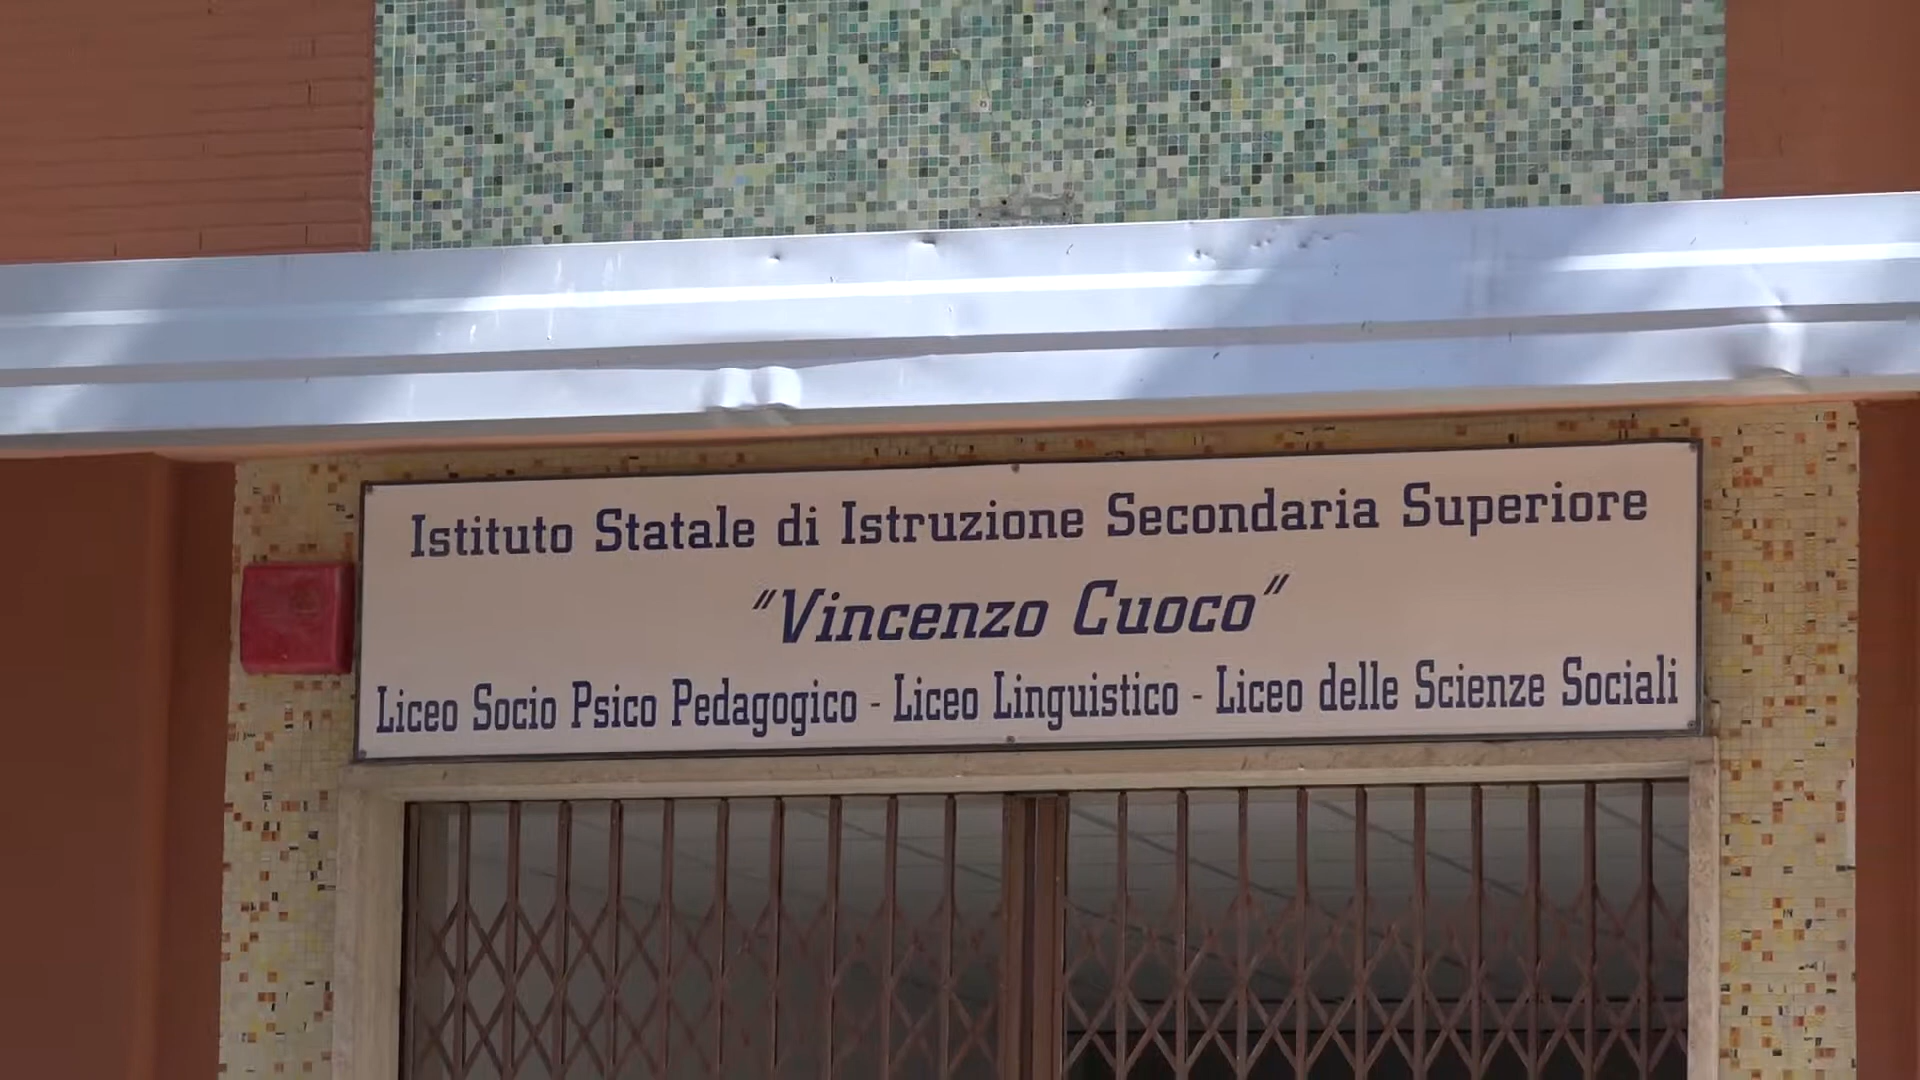 Istituto Statale di Istruzione Secondaria Superiore
"Vincenzo Cuoco"
Liceo Socio Psico Pedagogico - Liceo Linguistico - Liceo delle Scienze Sociali